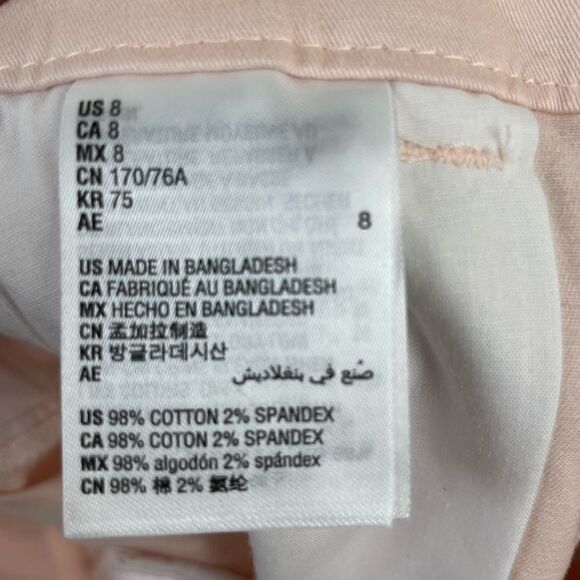 US 8
CA 8
MX 8
CN 170/76A
KR 75
AE 8
US MADE IN BANGLADESH
CA FABRIQUÉ AU BANGLADESH
MX HECHO EN BANGLADESH
CN 孟加拉制造
KR 방글라데시산
AE صُنع في بنغلاديش
US 98% COTTON 2% SPANDEX
CA 98% COTON 2% SPANDEX
MX 98% algodón 2% spándex
CN 98% 棉 2% 氨纶